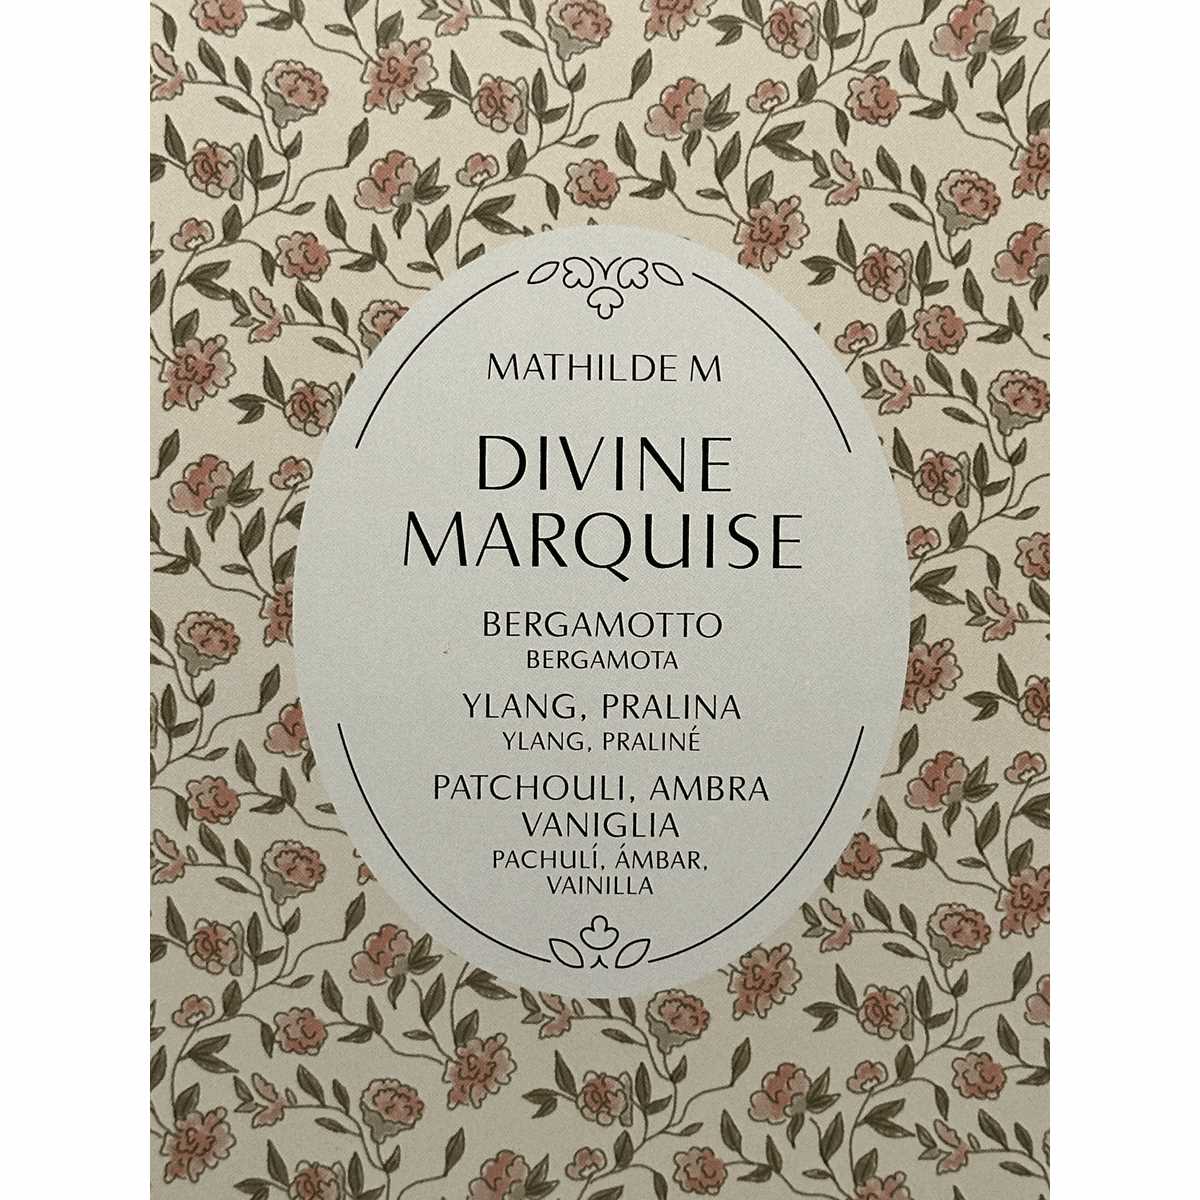 MATHILDE M
DIVINE
MARQUISE
BERGAMOTTO
BERGAMOTA
YLANG, PRALINA
YLANG, PRALINÉ
PATCHOULI, AMBRA
VANIGLIA
PACHULÍ, ÁMBAR,
VAINILLA